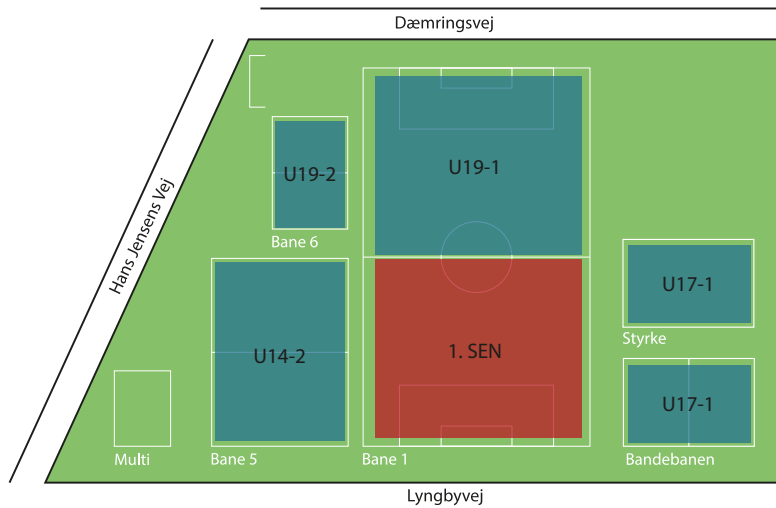 Dæmringsvej
Hans Jensens Vej
U19-2
U19-1
Bane 6
U17-1
Styrke
U14-2
1. SEN
U17-1
Multi
Bane 5
Bane 1
Bandebanen
Lyngbyvej